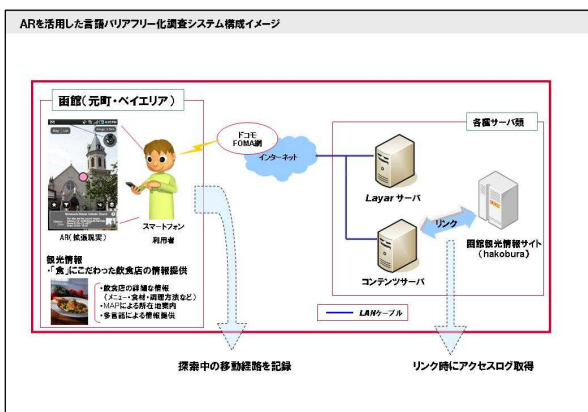 ARを活用した言語バリアフリー化調査システム構成イメージ
函館(元町・ベイエリア)
ドコモ
FOMA網
インターネット
各種サーバ類
Layarサーバ
リンク
函館観光情報サイト
(hakobura)
コンテンツサーバ
スマートフォン
利用者
AR(拡張現実)
観光情報
・「食」にこだわった飲食店の情報提供
・飲食店の詳細な情報
(メニュー・食材・調理方法など)
・MAPによる所在地案内
・多言語による情報提供
LANケーブル
探索中の移動経路を記録
リンク時にアクセスログ取得